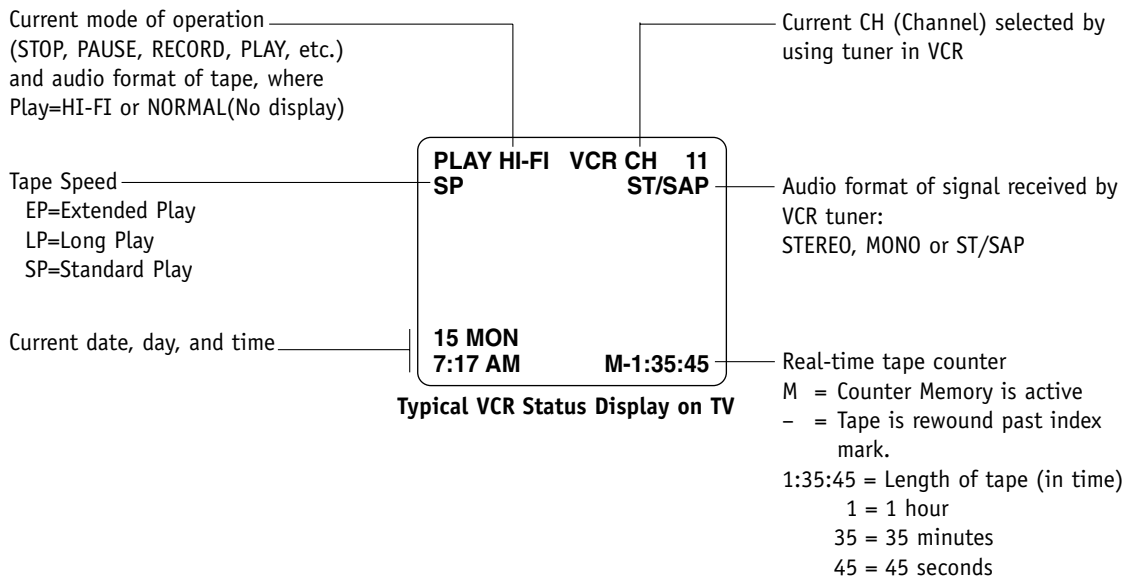 Current mode of operation
(STOP, PAUSE, RECORD, PLAY, etc.)
and audio format of tape, where
Play=HI-FI or NORMAL(No display)
Current CH (Channel) selected by
using tuner in VCR
Tape Speed
EP=Extended Play
LP=Long Play
SP=Standard Play
PLAY HI-FI VCR CH 11
SP ST/SAP
Audio format of signal received by
VCR tuner:
STEREO, MONO or ST/SAP
Current date, day, and time
15 MON
7:17 AM M-1:35:45
Typical VCR Status Display on TV
Real-time tape counter
M = Counter Memory is active
– = Tape is rewound past index
mark.
1:35:45 = Length of tape (in time)
1 = 1 hour
35 = 35 minutes
45 = 45 seconds